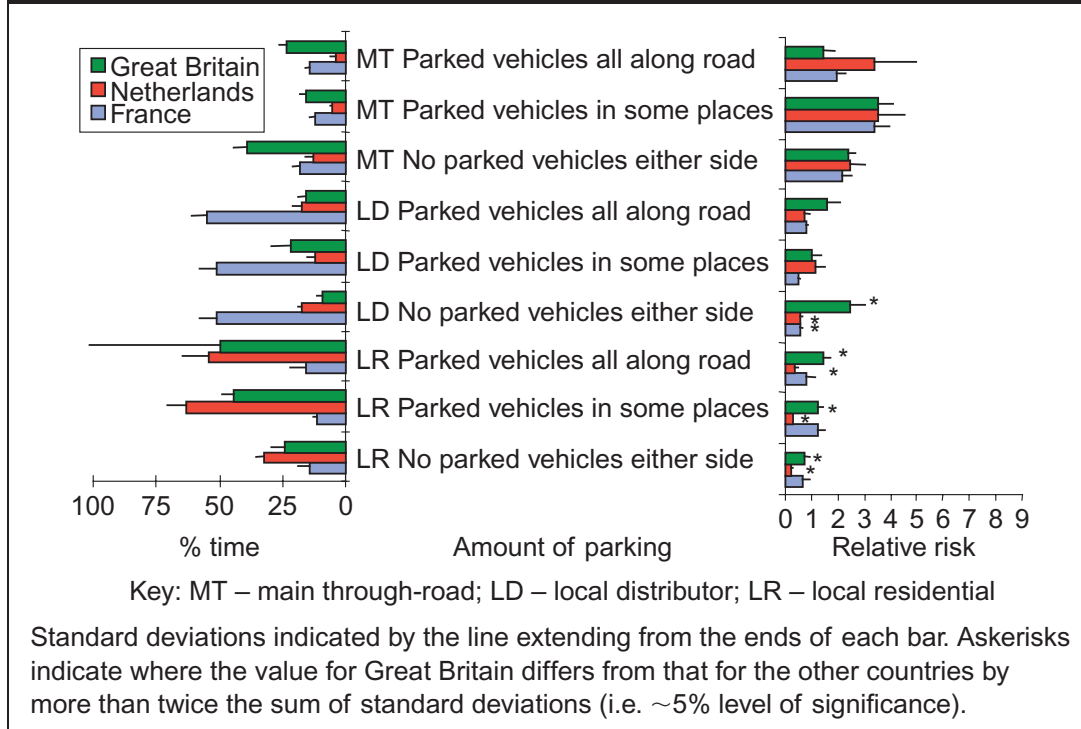 Great Britain
Netherlands
France
MT Parked vehicles all along road
MT Parked vehicles in some places
MT No parked vehicles either side
LD Parked vehicles all along road
LD Parked vehicles in some places
LD No parked vehicles either side
*
*
*
LR Parked vehicles all along road
*
*
LR Parked vehicles in some places
*
*
LR No parked vehicles either side
*
*
100 75 50 25 0
0 1 2 3 4 5 6 7 8 9
% time
Amount of parking
Relative risk
Key: MT – main through-road; LD – local distributor; LR – local residential
Standard deviations indicated by the line extending from the ends of each bar. Askerisks
indicate where the value for Great Britain differs from that for the other countries by
more than twice the sum of standard deviations (i.e. ~5% level of significance).